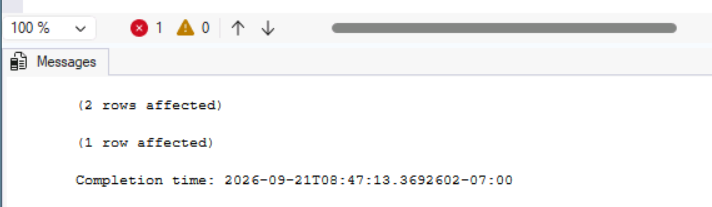 100 % 1 0
Messages
(2 rows affected)
(1 row affected)
Completion time: 2026-09-21T08:47:13.3692602-07:00